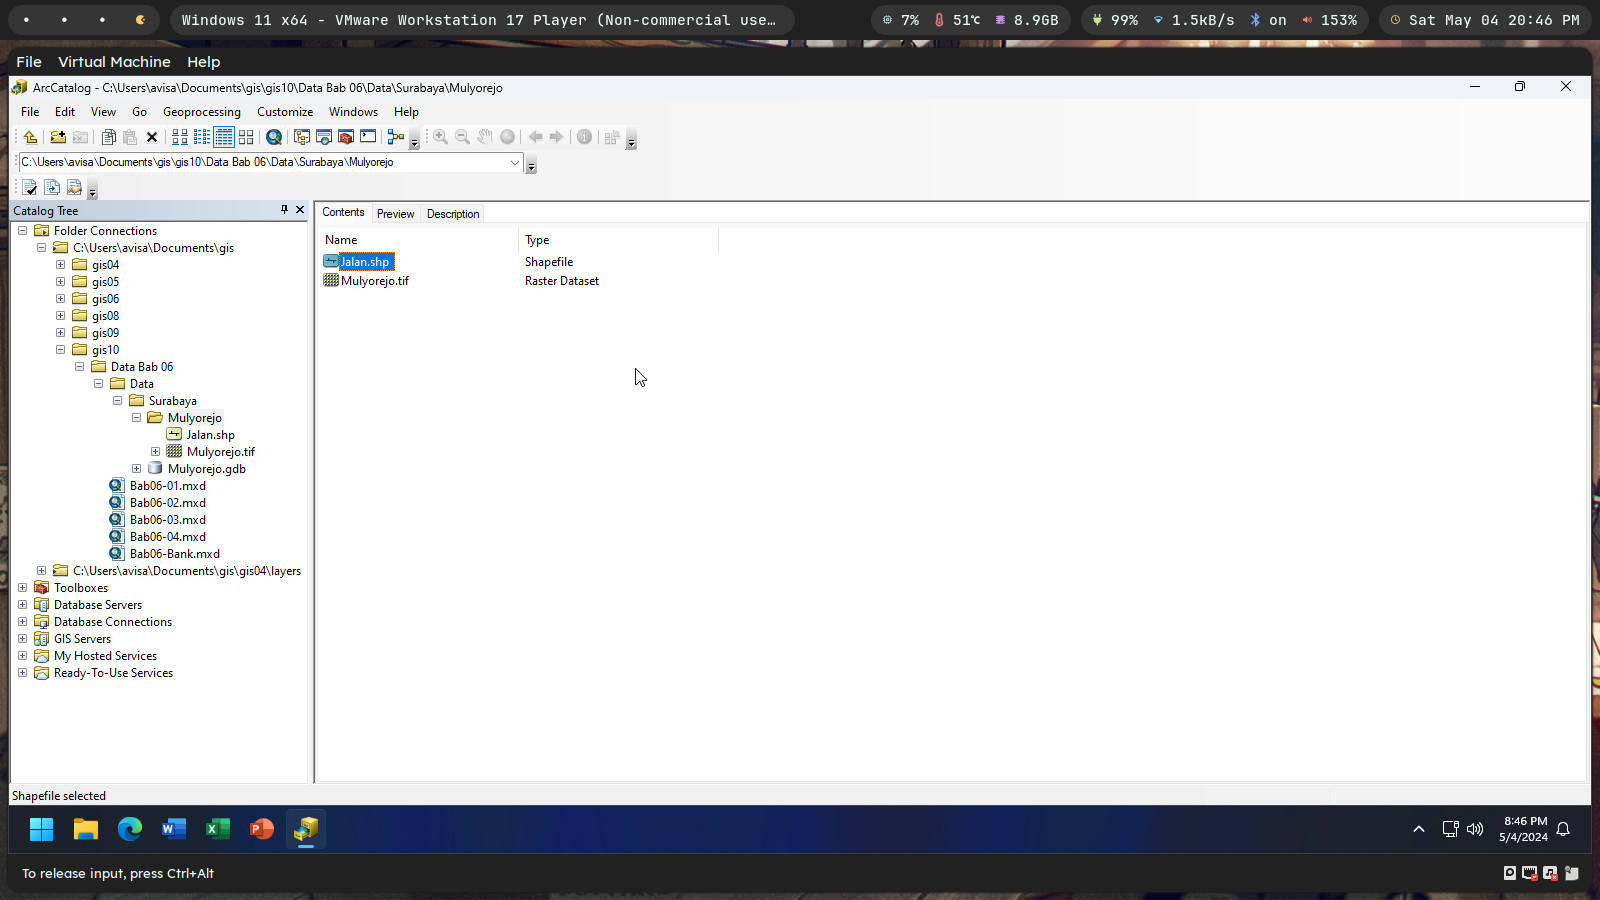 Windows 11 x64 - VMware Workstation 17 Player (Non-commercial use…
7%
51℃
8.9GB
99%
1.5kB/s
on
153%
Sat May 04 20:46 PM
File Virtual Machine Help
ArcCatalog - C:\Users\avisa\Documents\gis\gis10\Data Bab 06\Data\Surabaya\Mulyorejo
File Edit View Go Geoprocessing Customize Windows Help
C:\Users\avisa\Documents\gis\gis10\Data Bab 06\Data\Surabaya\Mulyorejo
Catalog Tree
Folder Connections
C:\Users\avisa\Documents\gis
gis04
gis05
gis06
gis08
gis09
gis10
Data Bab 06
Data
Surabaya
Mulyorejo
Jalan.shp
Mulyorejo.tif
Mulyorejo.gdb
Bab06-01.mxd
Bab06-02.mxd
Bab06-03.mxd
Bab06-04.mxd
Bab06-Bank.mxd
C:\Users\avisa\Documents\gis\gis04\layers
Toolboxes
Database Servers
Database Connections
GIS Servers
My Hosted Services
Ready-To-Use Services
Contents Preview Description
Name Type
Jalan.shp Shapefile
Mulyorejo.tif Raster Dataset
Shapefile selected
8:46 PM
5/4/2024
To release input, press Ctrl+Alt